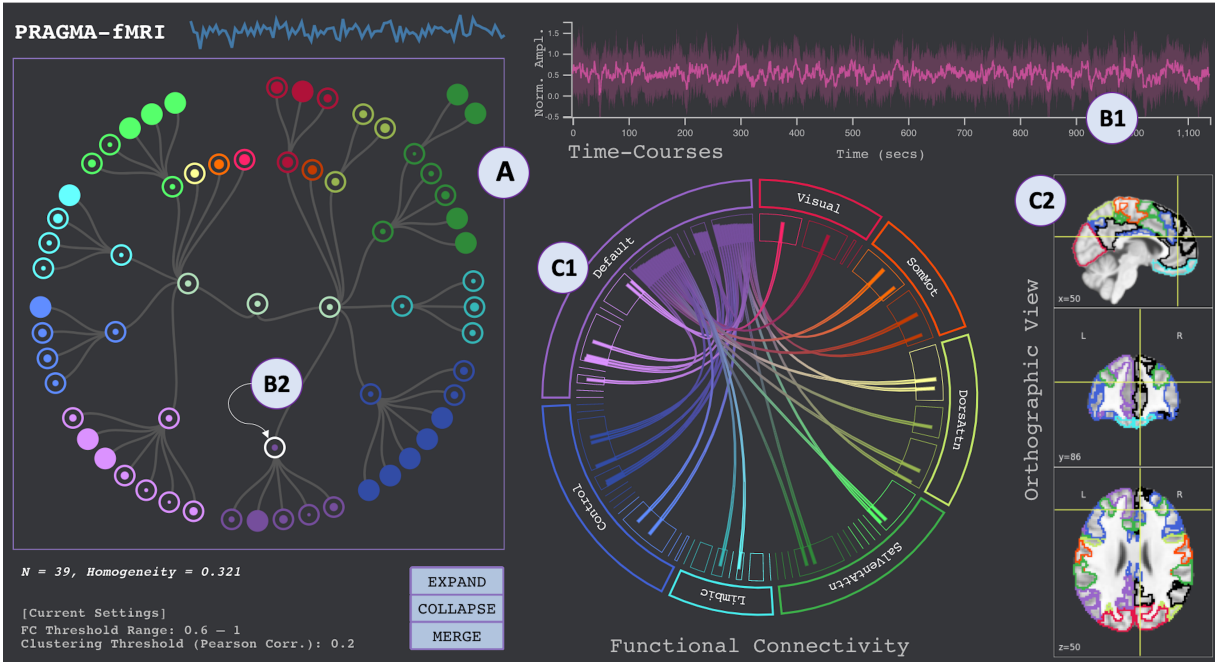 PRAGMA-fMRI
A
N = 39, Homogeneity = 0.321
[Current Settings]
FC Threshold Range: 0.6 – 1
Clustering Threshold (Pearson Corr.): 0.2
EXPAND
COLLAPSE
MERGE
B2
Norm. Ampl.
1.5
1.0
0.5
0.0
-0.5
0 100 200 300 400 500 600 700 800 900 1,100
B1
Time-Courses
Time (secs)
C1
Default
Visual
SomMot
DorsAttn
SalVentAttn
Limbic
Control
Functional Connectivity
C2
Orthographic View
x=50
L R
y=86
L R
z=50